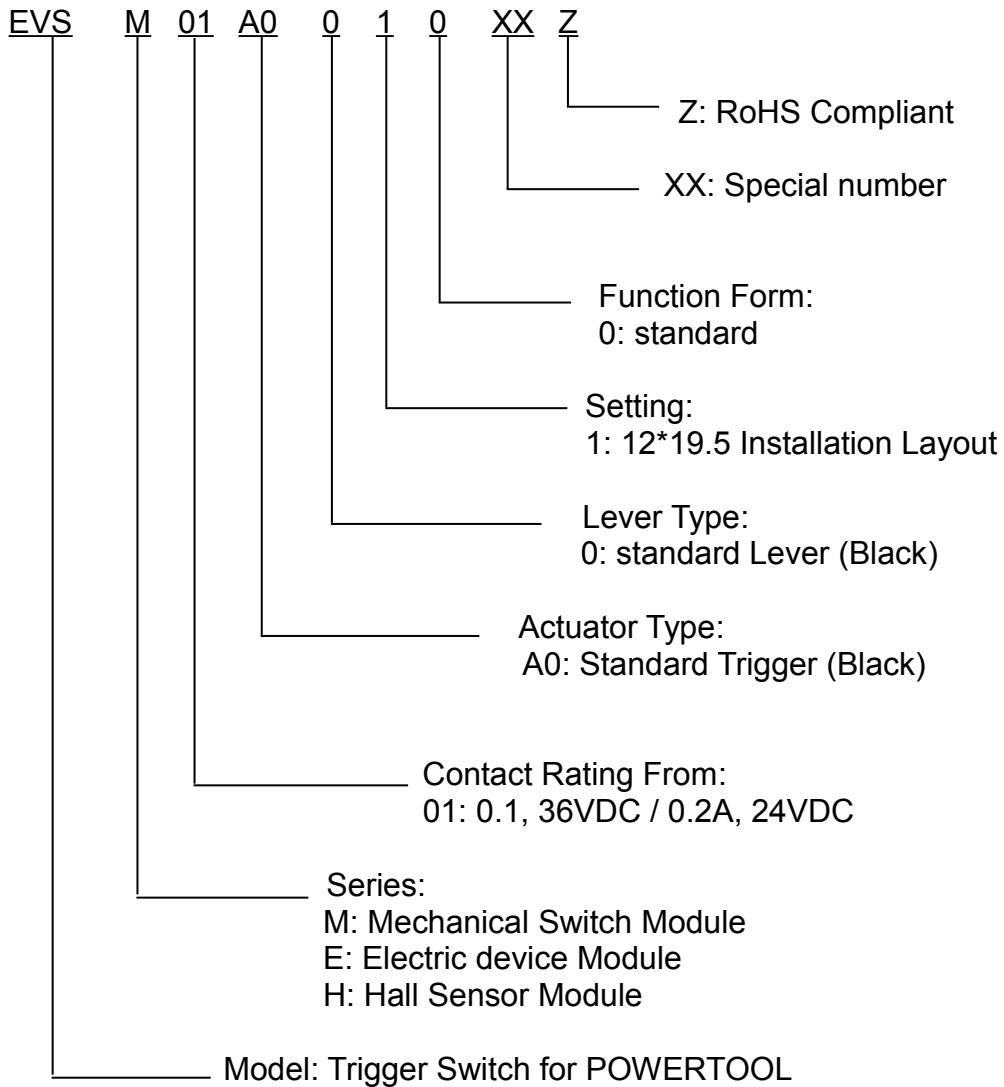 EVS M 01 A0 0 1 0 XX Z
Z: RoHS Compliant
XX: Special number
Function Form:
0: standard
Setting:
1: 12*19.5 Installation Layout
Lever Type:
0: standard Lever (Black)
Actuator Type:
A0: Standard Trigger (Black)
Contact Rating From:
01: 0.1, 36VDC / 0.2A, 24VDC
Series:
M: Mechanical Switch Module
E: Electric device Module
H: Hall Sensor Module
Model: Trigger Switch for POWERTOOL